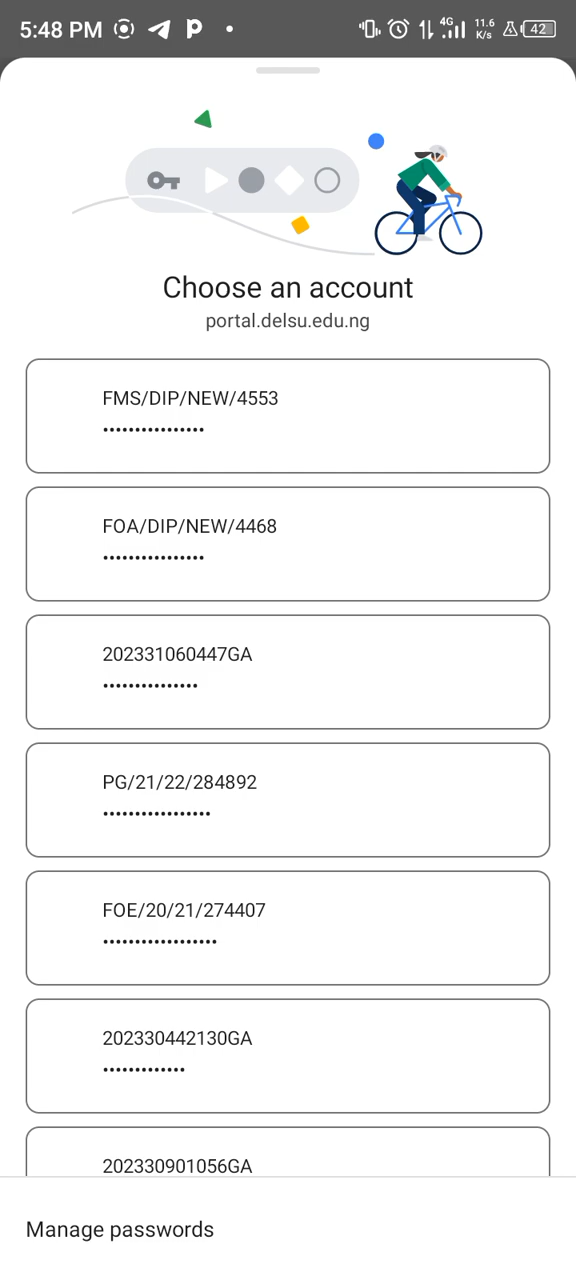 5:48 PM
4G
11.6
K/s
42
Choose an account
portal.delsu.edu.ng
FMS/DIP/NEW/4553
••••••••••••••••
FOA/DIP/NEW/4468
••••••••••••••••
202331060447GA
•••••••••••••••
PG/21/22/284892
•••••••••••••••••
FOE/20/21/274407
••••••••••••••••••
202330442130GA
•••••••••••••
202330901056GA
Manage passwords